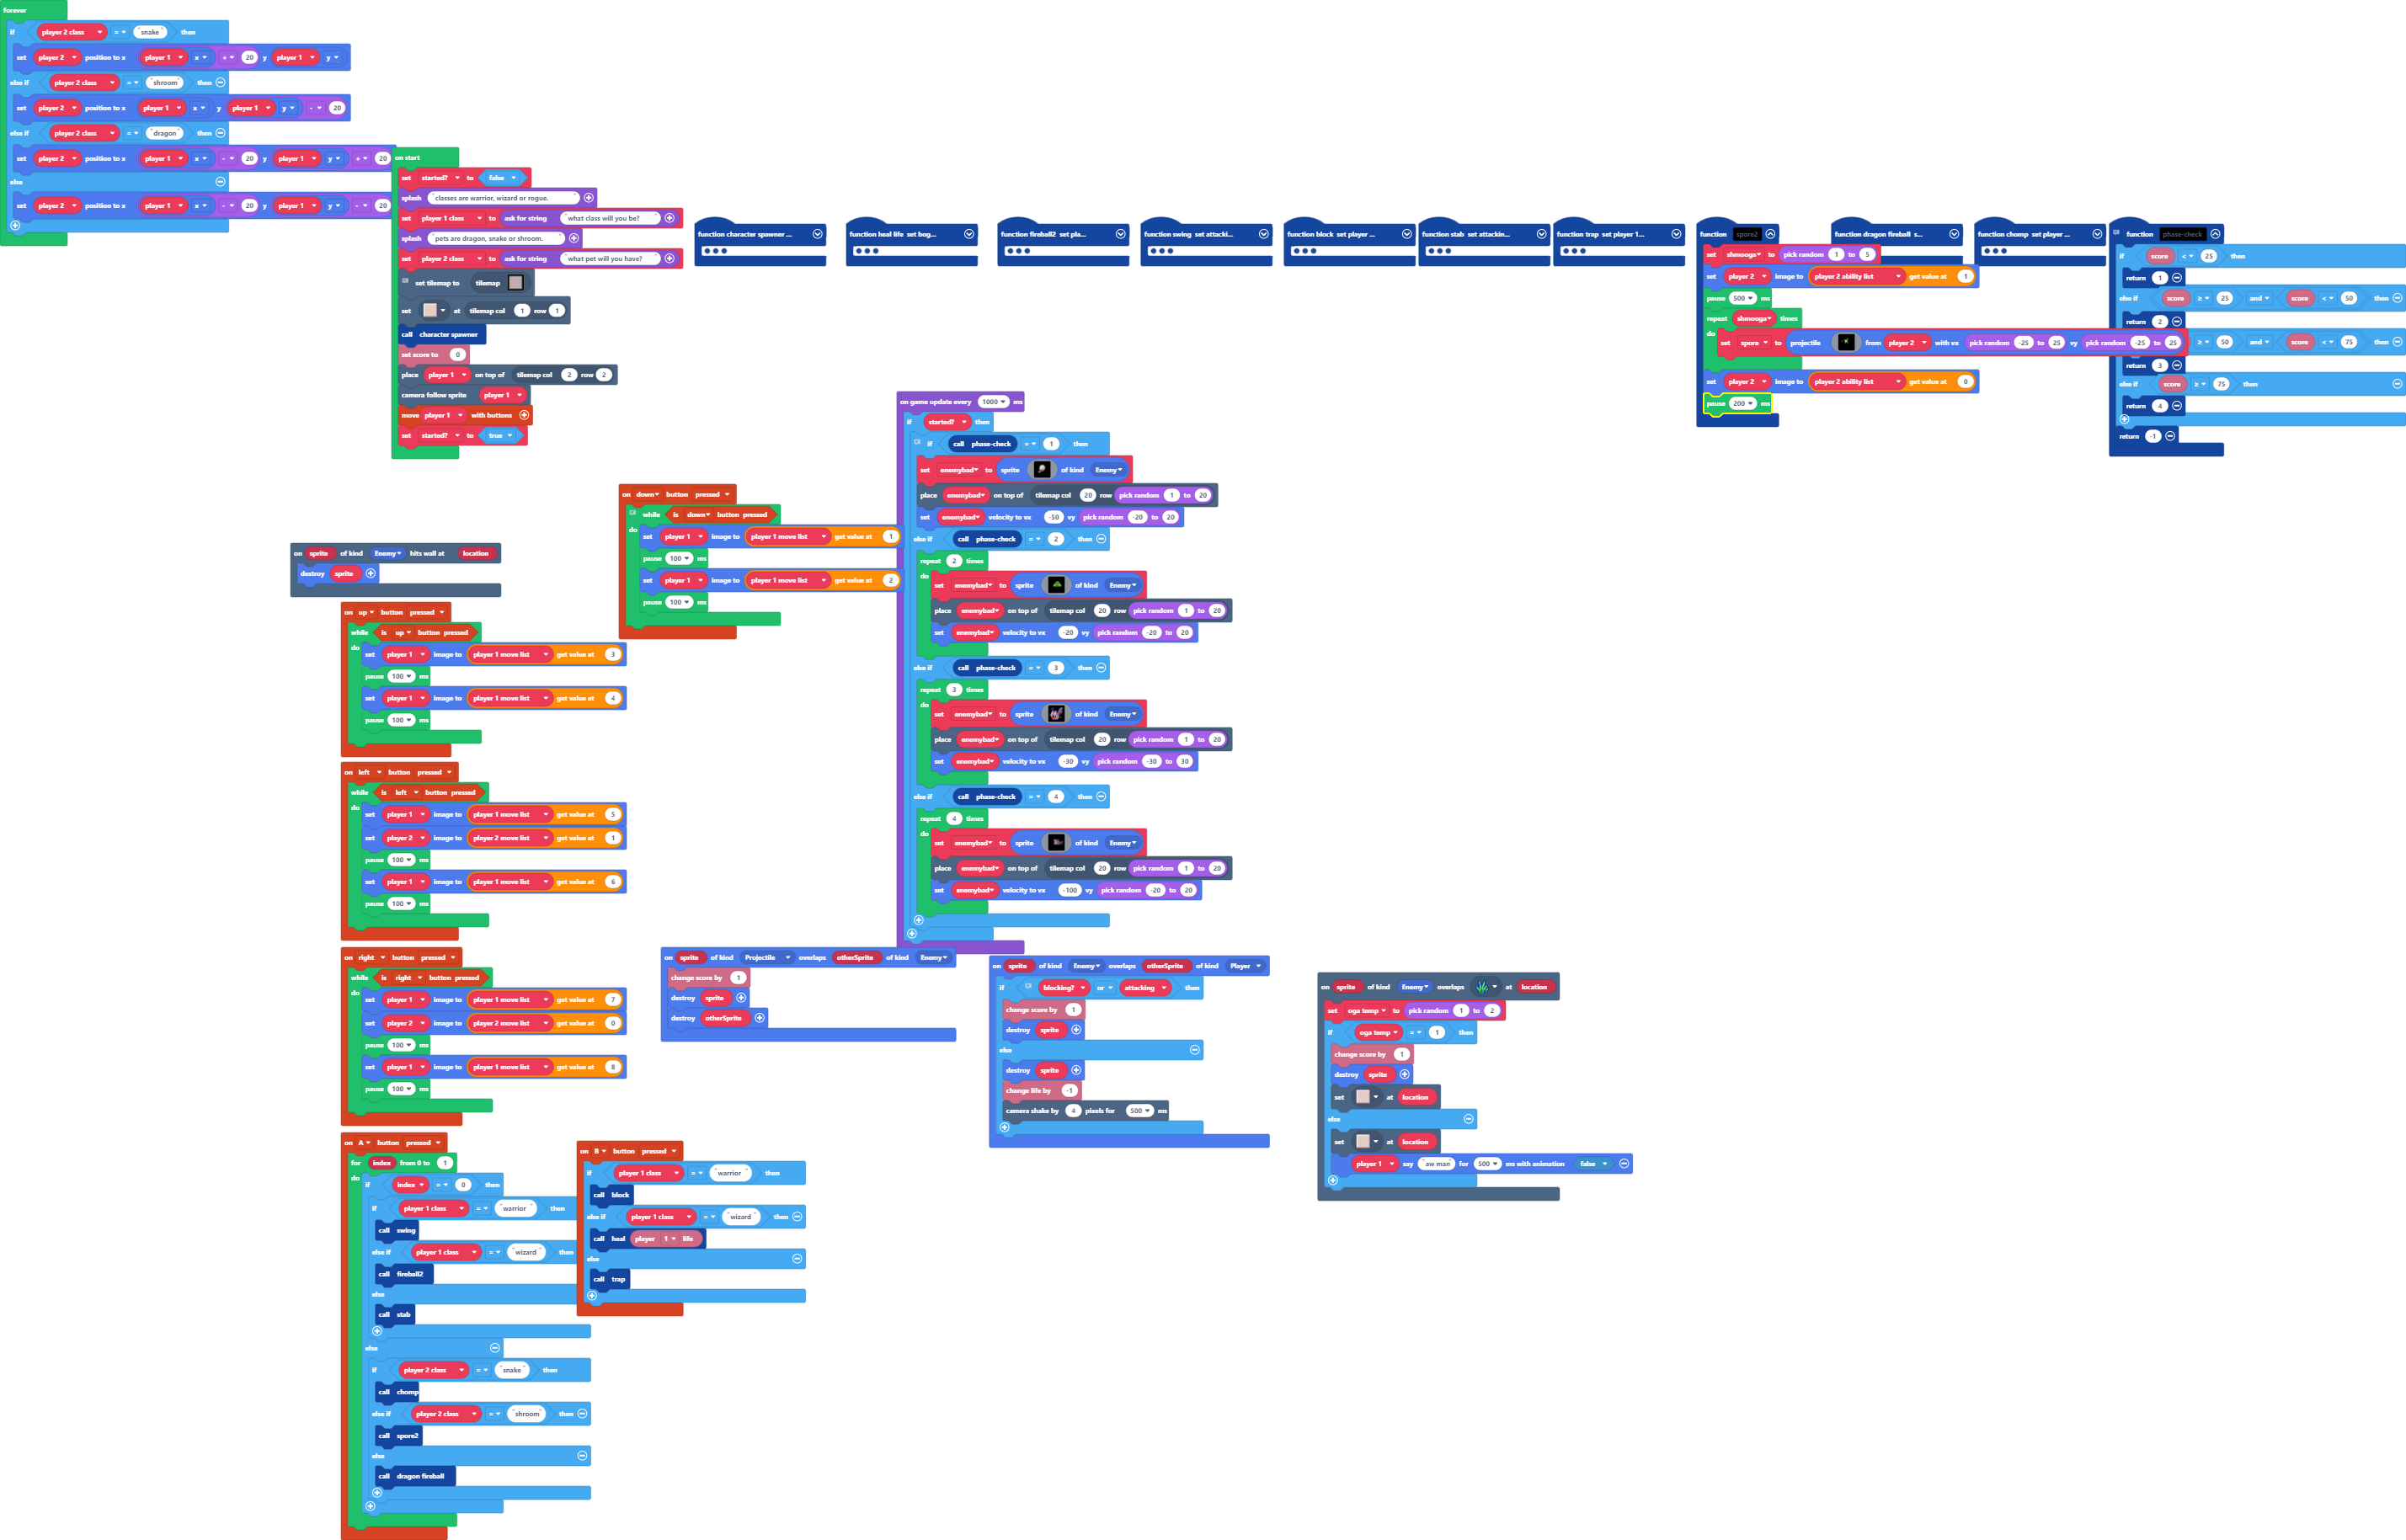 forever
if player 2 class = "snake" then
set player 2 position to x player 1 x + 20 y player 1 y
else if player 2 class = "shroom" then
set player 2 position to x player 1 x y player 1 y - 20
else if player 2 class = "dragon" then
set player 2 position to x player 1 x - 20 y player 1 y + 20
else
set player 2 position to x player 1 x - 20 y player 1 y - 20
on start
set started? to false
splash "classes are warrior, wizard or rogue."
set player 1 class to ask for string "what class will you be?"
splash "pets are dragon, snake or shroom."
set player 2 class to ask for string "what pet will you have?"
set tilemap to tilemap
set at tilemap col 1 row 1
call character spawner
set score to 0
place player 1 on top of tilemap col 2 row 2
camera follow sprite player 1
move player 1 with buttons
set started? to true
function character spawner ...
function heal life set bog...
function fireball2 set pla...
function swing set attacki...
function block set player ...
function stab set attackin...
function trap set player 1...
function spore2
set shmooga to pick random 1 to 5
set player 2 image to player 2 ability list get value at 1
pause 500 ms
repeat shmooga times
do
set spore to projectile from player 2 with vx pick random -25 to 25 vy pick random -25 to 25
set player 2 image to player 2 ability list get value at 0
pause 200 ms
function dragon fireball s...
function chomp set player ...
function phase-check
if score < 25 then
return 1
else if score ≥ 25 and score < 50 then
return 2
≥ 50 and score < 75 then
return 3
else if score ≥ 75 then
return 4
return -1
on game update every 1000 ms
if started? then
if call phase-check = 1 then
set enemybad to sprite of kind Enemy
place enemybad on top of tilemap col 20 row pick random 1 to 20
set enemybad velocity to vx -50 vy pick random -20 to 20
else if call phase-check = 2 then
repeat 2 times
do
set enemybad to sprite of kind Enemy
place enemybad on top of tilemap col 20 row pick random 1 to 20
set enemybad velocity to vx -20 vy pick random -20 to 20
else if call phase-check = 3 then
repeat 3 times
do
set enemybad to sprite of kind Enemy
place enemybad on top of tilemap col 20 row pick random 1 to 20
set enemybad velocity to vx -30 vy pick random -30 to 30
else if call phase-check = 4 then
repeat 4 times
do
set enemybad to sprite of kind Enemy
place enemybad on top of tilemap col 20 row pick random 1 to 20
set enemybad velocity to vx -100 vy pick random -20 to 20
on down button pressed
while is down button pressed
do
set player 1 image to player 1 move list get value at 1
pause 100 ms
set player 1 image to player 1 move list get value at 2
pause 100 ms
on sprite of kind Enemy hits wall at location
destroy sprite
on up button pressed
while is up button pressed
do
set player 1 image to player 1 move list get value at 3
pause 100 ms
set player 1 image to player 1 move list get value at 4
pause 100 ms
on left button pressed
while is left button pressed
do
set player 1 image to player 1 move list get value at 5
set player 2 image to player 2 move list get value at 1
pause 100 ms
set player 1 image to player 1 move list get value at 6
pause 100 ms
on right button pressed
while is right button pressed
do
set player 1 image to player 1 move list get value at 7
set player 2 image to player 2 move list get value at 0
pause 100 ms
set player 1 image to player 1 move list get value at 8
pause 100 ms
on sprite of kind Projectile overlaps otherSprite of kind Enemy
change score by 1
destroy sprite
destroy otherSprite
on sprite of kind Enemy overlaps otherSprite of kind Player
if blocking? or attacking then
change score by 1
destroy sprite
else
destroy sprite
change life by -1
camera shake by 4 pixels for 500 ms
on sprite of kind Enemy overlaps at location
set oga temp to pick random 1 to 2
if oga temp = 1 then
change score by 1
destroy sprite
set at location
else
set at location
player 1 say "aw man" for 500 ms with animation false
on A button pressed
for index from 0 to 1
do
if index = 0 then
if player 1 class = "warrior" then
call swing
else if player 1 class = "wizard" then
call fireball2
else
call stab
else
if player 2 class = "snake" then
call chomp
else if player 2 class = "shroom" then
call spore2
else
call dragon fireball
on B button pressed
if player 1 class = "warrior" then
call block
else if player 1 class = "wizard" then
call heal player 1 life
else
call trap